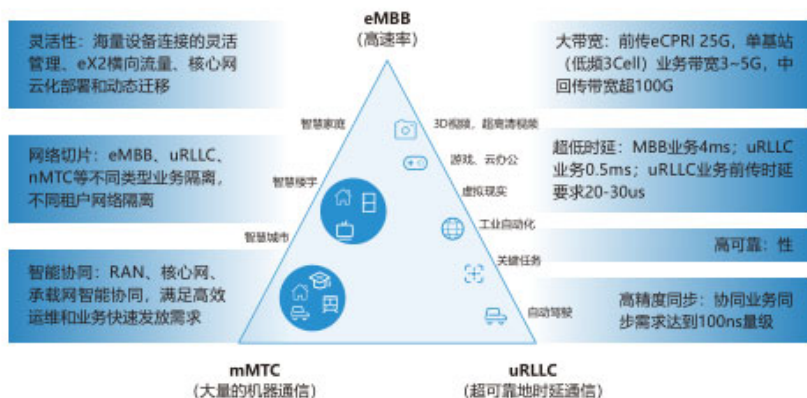 eMBB
(高速率)
灵活性：海量设备连接的灵活
管理、eX2横向流量、核心网
云化部署和动态迁移
网络切片：eMBB、uRLLC、
nMTC等不同类型业务隔离，
不同租户网络隔离
智能协同：RAN、核心网、
承载网智能协同，满足高效
运维和业务快速发放需求
智慧家庭
智慧楼宇
智慧城市
3D视频，超高清视频
游戏、云办公
虚拟现实
工业自动化
关键任务
自动驾驶
大带宽：前传eCPRI 25G，单基站
（低频3Cell）业务带宽3~5G，中
回传带宽超100G
超低时延：MBB业务4ms；uRLLC
业务0.5ms；uRLLC业务前传时延
要求20-30us
高可靠：性
高精度同步：协同业务同
步需求达到100ns量级
mMTC
(大量的机器通信)
uRLLC
(超可靠地时延通信)